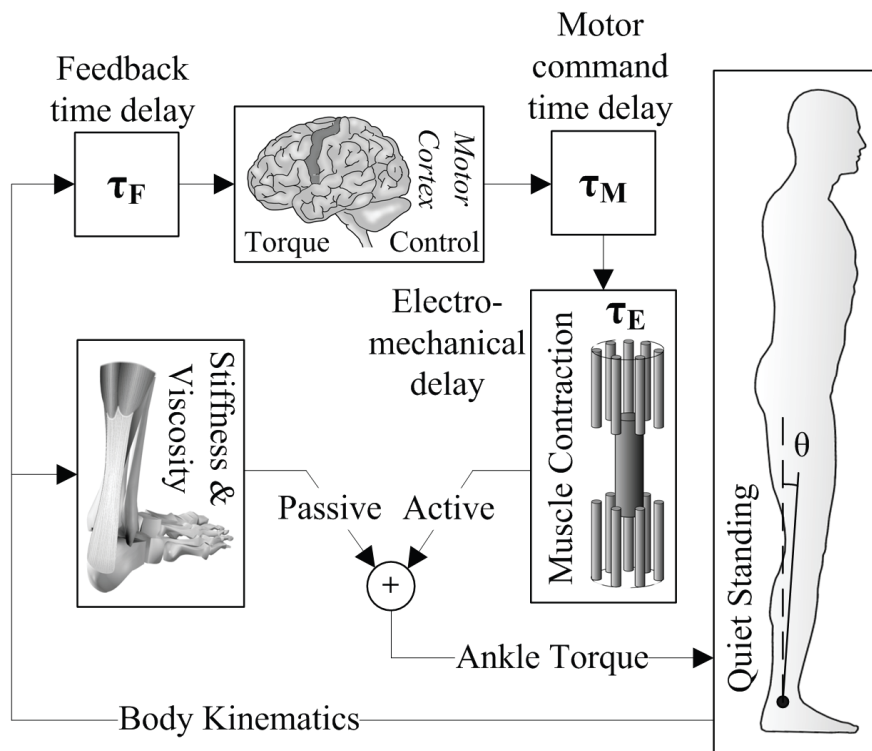 Feedback
time delay
Motor
command
time delay
τF
Motor
Cortex
Torque Control
τM
Electro-
mechanical
delay
τE
Muscle Contraction
Stiffness &
Viscosity
Passive
Active
+
Ankle Torque
Body Kinematics
Quiet Standing
θ